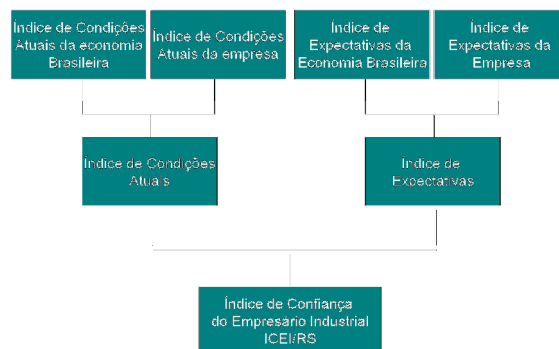 Índice de Condições
Atuais da economia
Brasileira
Índice de Condições
Atuais da empresa
Índice de
Expectativas da
Economia Brasileira
Índice de
Expectativas da
Empresa
Índice de Condições
Atuais
Índice de
Expectativas
Índice de Confiança
do Empresário Industrial
ICEI/RS